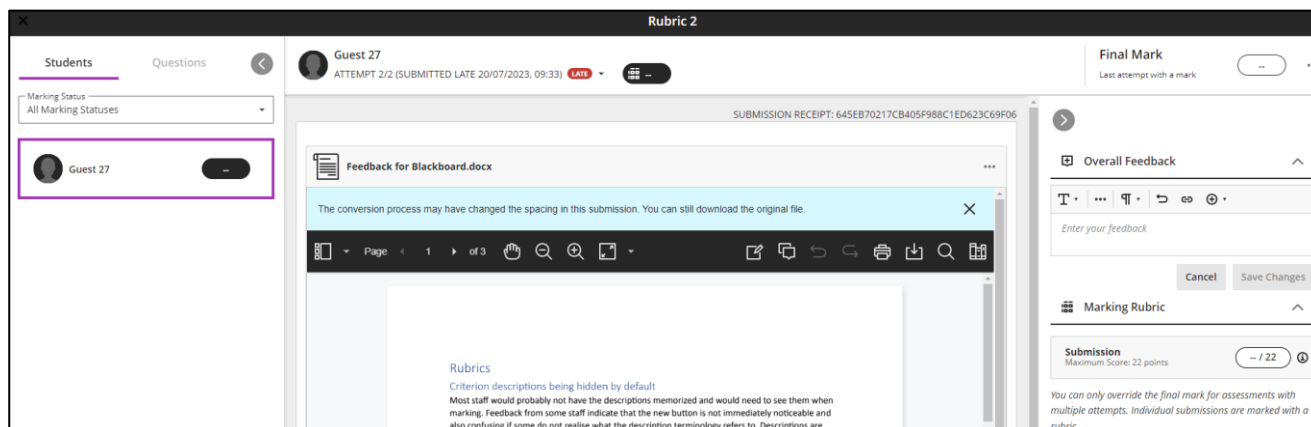 Rubric 2
Students
Questions
Marking Status
All Marking Statuses
Guest 27
--
Guest 27
ATTEMPT 2/2 (SUBMITTED LATE 20/07/2023, 09:33) LATE
--
Final Mark
Last attempt with a mark
--
SUBMISSION RECEIPT: 645EB70217CB405F988C1ED623C69F06
Feedback for Blackboard.docx
The conversion process may have changed the spacing in this submission. You can still download the original file.
Page 1 of 3
Rubrics
Criterion descriptions being hidden by default
Most staff would probably not have the descriptions memorized and would need to see them when
marking. Feedback from some staff indicate that the new button is not immediately noticeable and
also confusing if some do not realise what the description terminology refers to. Descriptions are
Overall Feedback
Enter your feedback
Cancel
Save Changes
Marking Rubric
Submission
Maximum Score: 22 points
-- / 22
You can only override the final mark for assessments with
multiple attempts. Individual submissions are marked with a
rubric